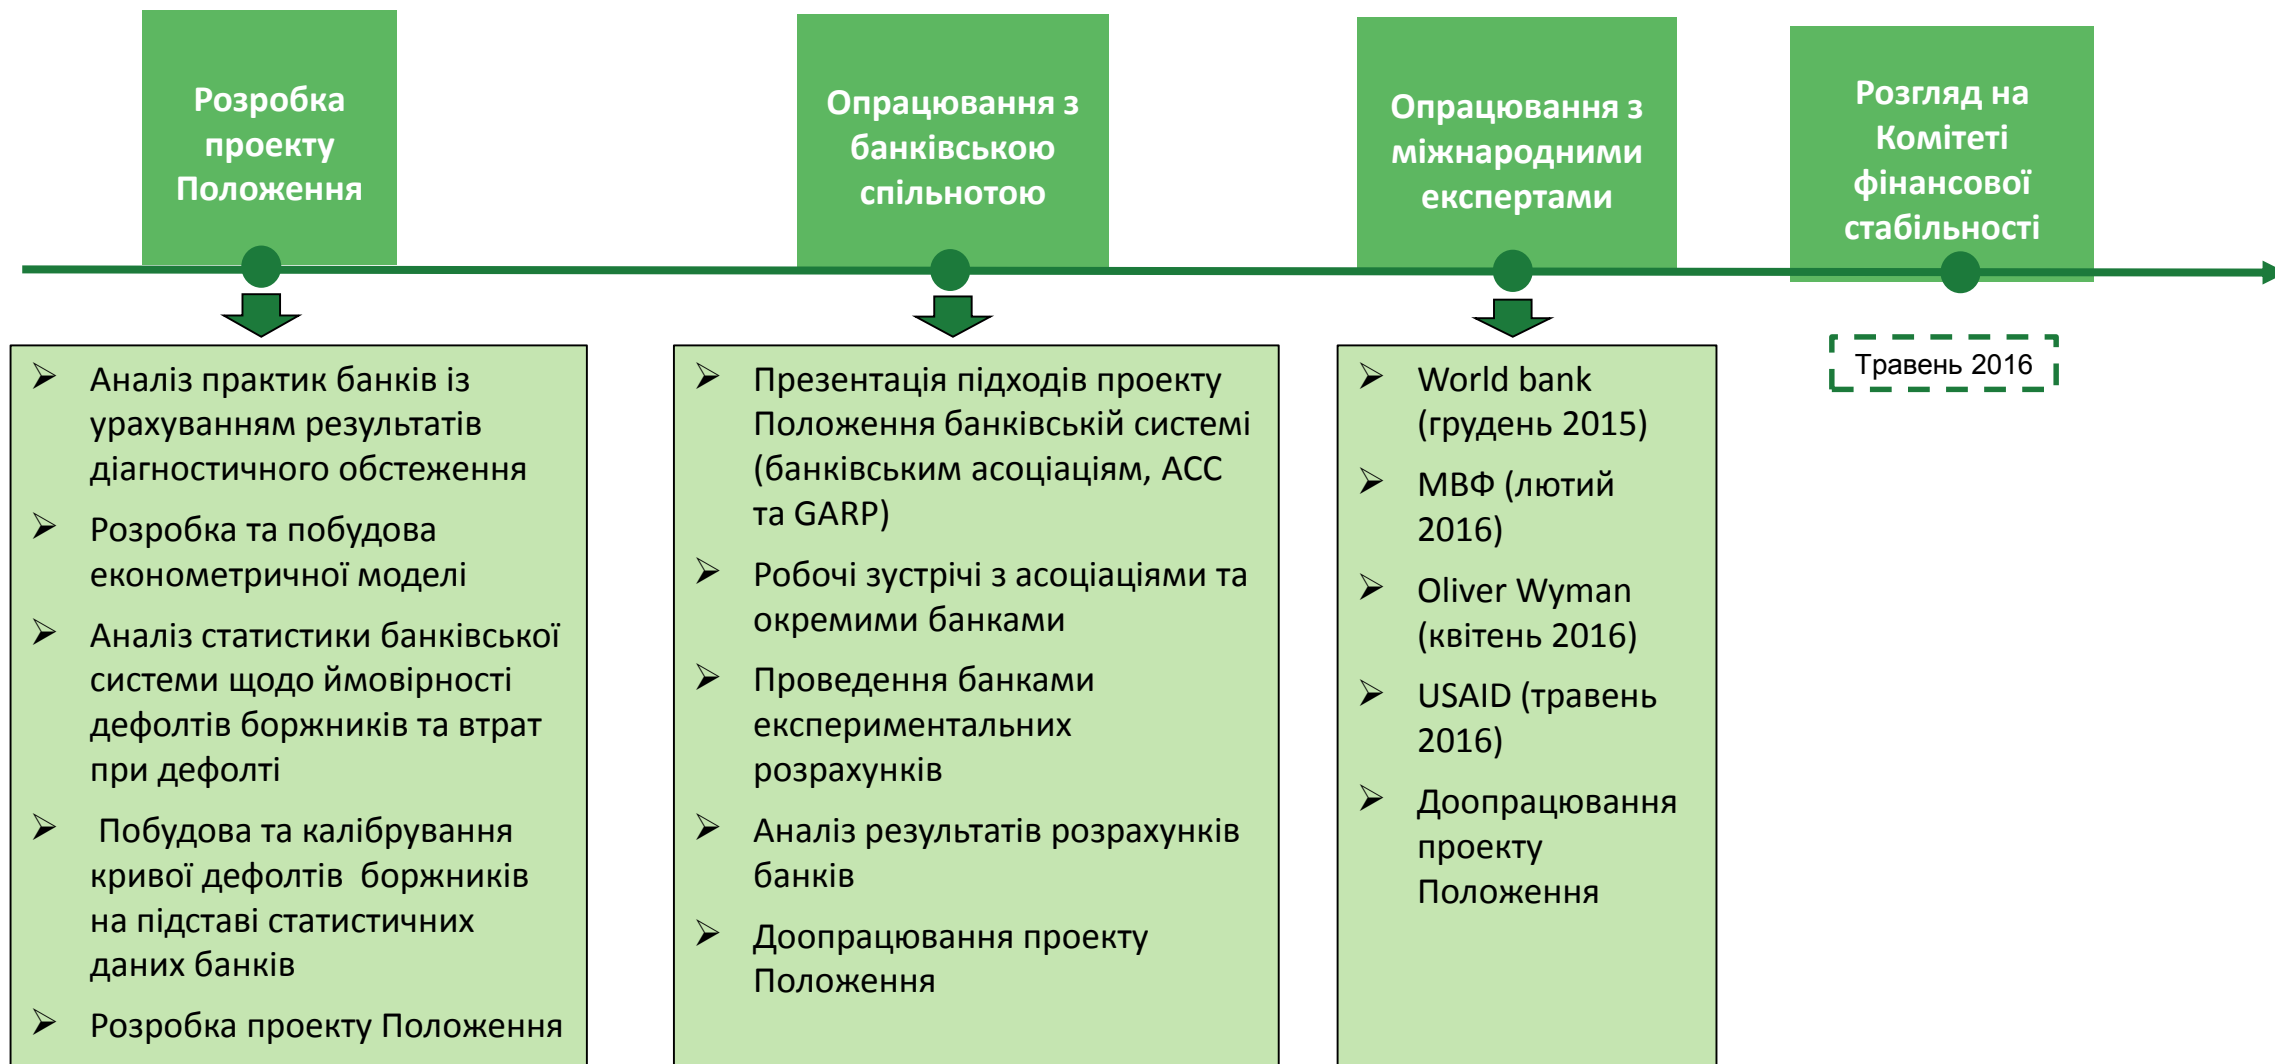 Розробка
проекту
Положення
Опрацювання з
банківською
спільнотою
Опрацювання з
міжнародними
експертами
Розгляд на
Комітеті
фінансової
стабільності
➢ Аналіз практик банків із
урахуванням результатів
діагностичного обстеження
➢ Розробка та побудова
економетричної моделі
➢ Аналіз статистики банківської
системи щодо ймовірності
дефолтів боржників та втрат
при дефолті
➢ Побудова та калібрування
кривої дефолтів боржників
на підставі статистичних
даних банків
➢ Розробка проекту Положення
➢ Презентація підходів проекту
Положення банківській системі
(банківським асоціаціям, АСС
та GARP)
➢ Робочі зустрічі з асоціаціями та
окремими банками
➢ Проведення банками
експериментальних
розрахунків
➢ Аналіз результатів розрахунків
банків
➢ Доопрацювання проекту
Положення
➢ World bank
(грудень 2015)
➢ МВФ (лютий
2016)
➢ Oliver Wyman
(квітень 2016)
➢ USAID (травень
2016)
➢ Доопрацювання
проекту
Положення
Травень 2016